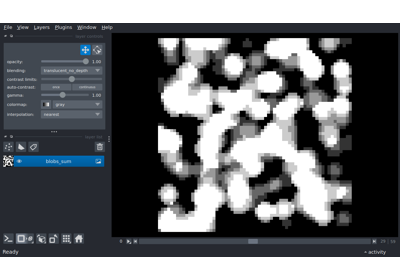 File View Layers Plugins Window Help
opacity: 1.00
blending: translucent_no_depth
contrast limits:
auto-contrast: once continuous
gamma: 1.00
colormap: gray
interpolation: nearest
blobs_sum
Ready
activity